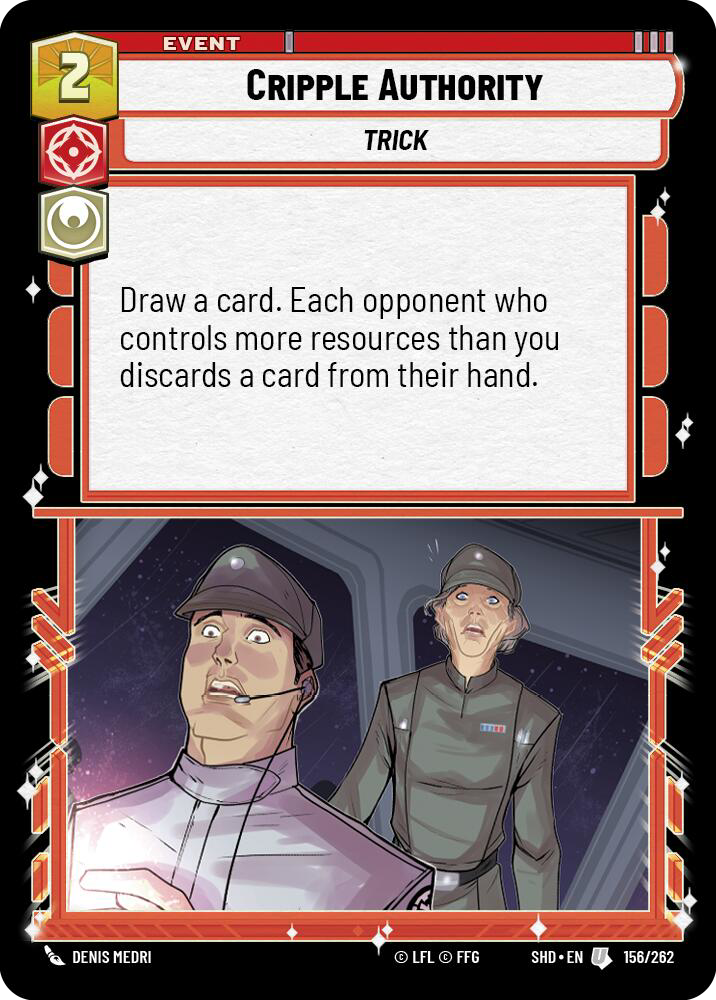 EVENT
2
Cripple Authority
TRICK
Draw a card. Each opponent who
controls more resources than you
discards a card from their hand.
DENIS MEDRI
© LFL © FFG
SHD • EN
U
156/262